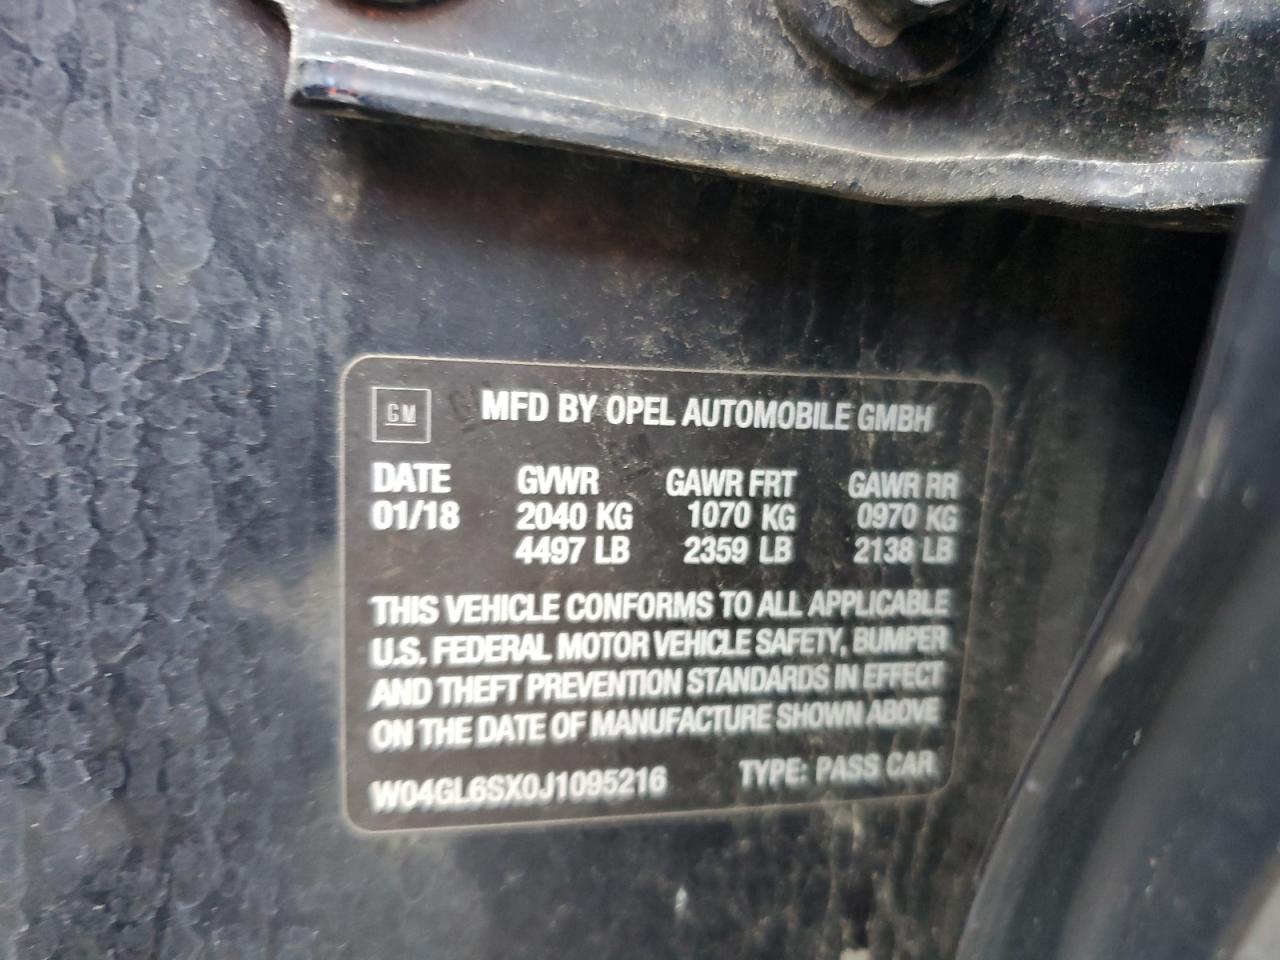 GM MFD BY OPEL AUTOMOBILE GMBH
DATE GVWR GAWR FRT GAWR RR
01/18 2040 KG 1070 KG 0970 KG
4497 LB 2359 LB 2138 LB
THIS VEHICLE CONFORMS TO ALL APPLICABLE
U.S. FEDERAL MOTOR VEHICLE SAFETY, BUMPER
AND THEFT PREVENTION STANDARDS IN EFFECT
ON THE DATE OF MANUFACTURE SHOWN ABOVE
W04GL6SX0J1095216 TYPE: PASS CAR